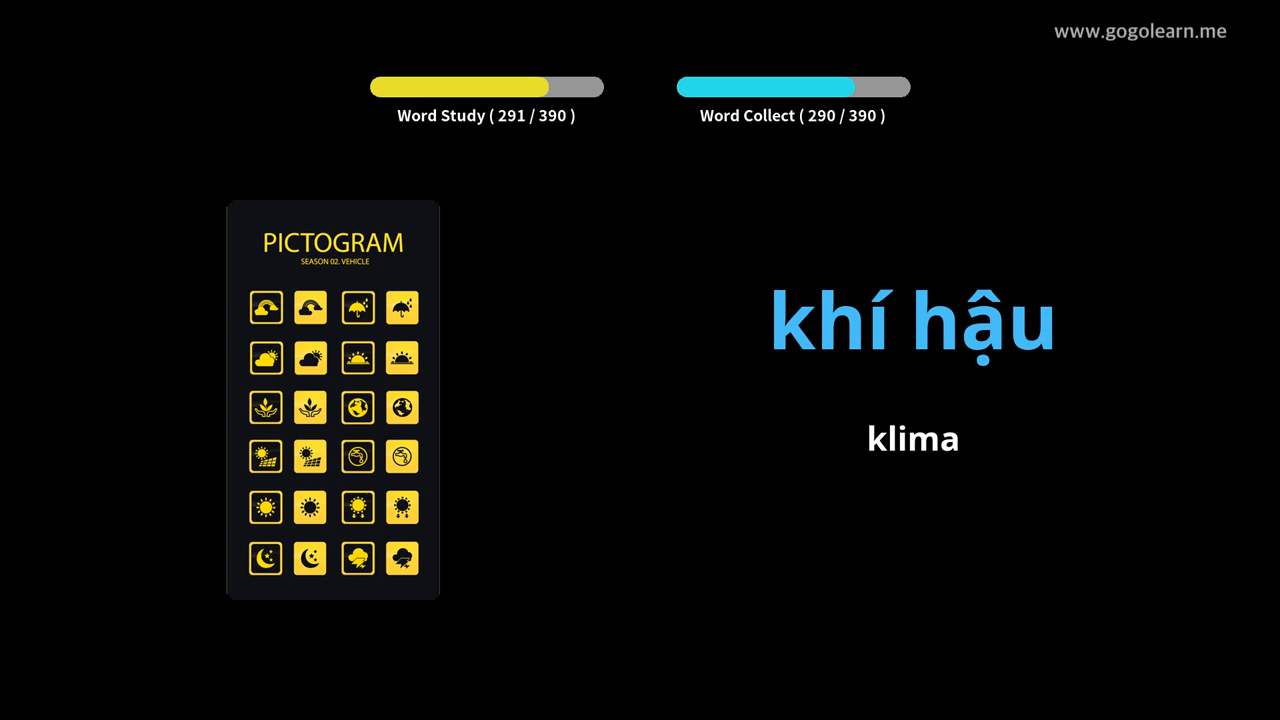 www.gogolearn.me
Word Study ( 291 / 390 )
Word Collect ( 290 / 390 )
PICTOGRAM
SEASON 02. VEHICLE
khí hậu
klima